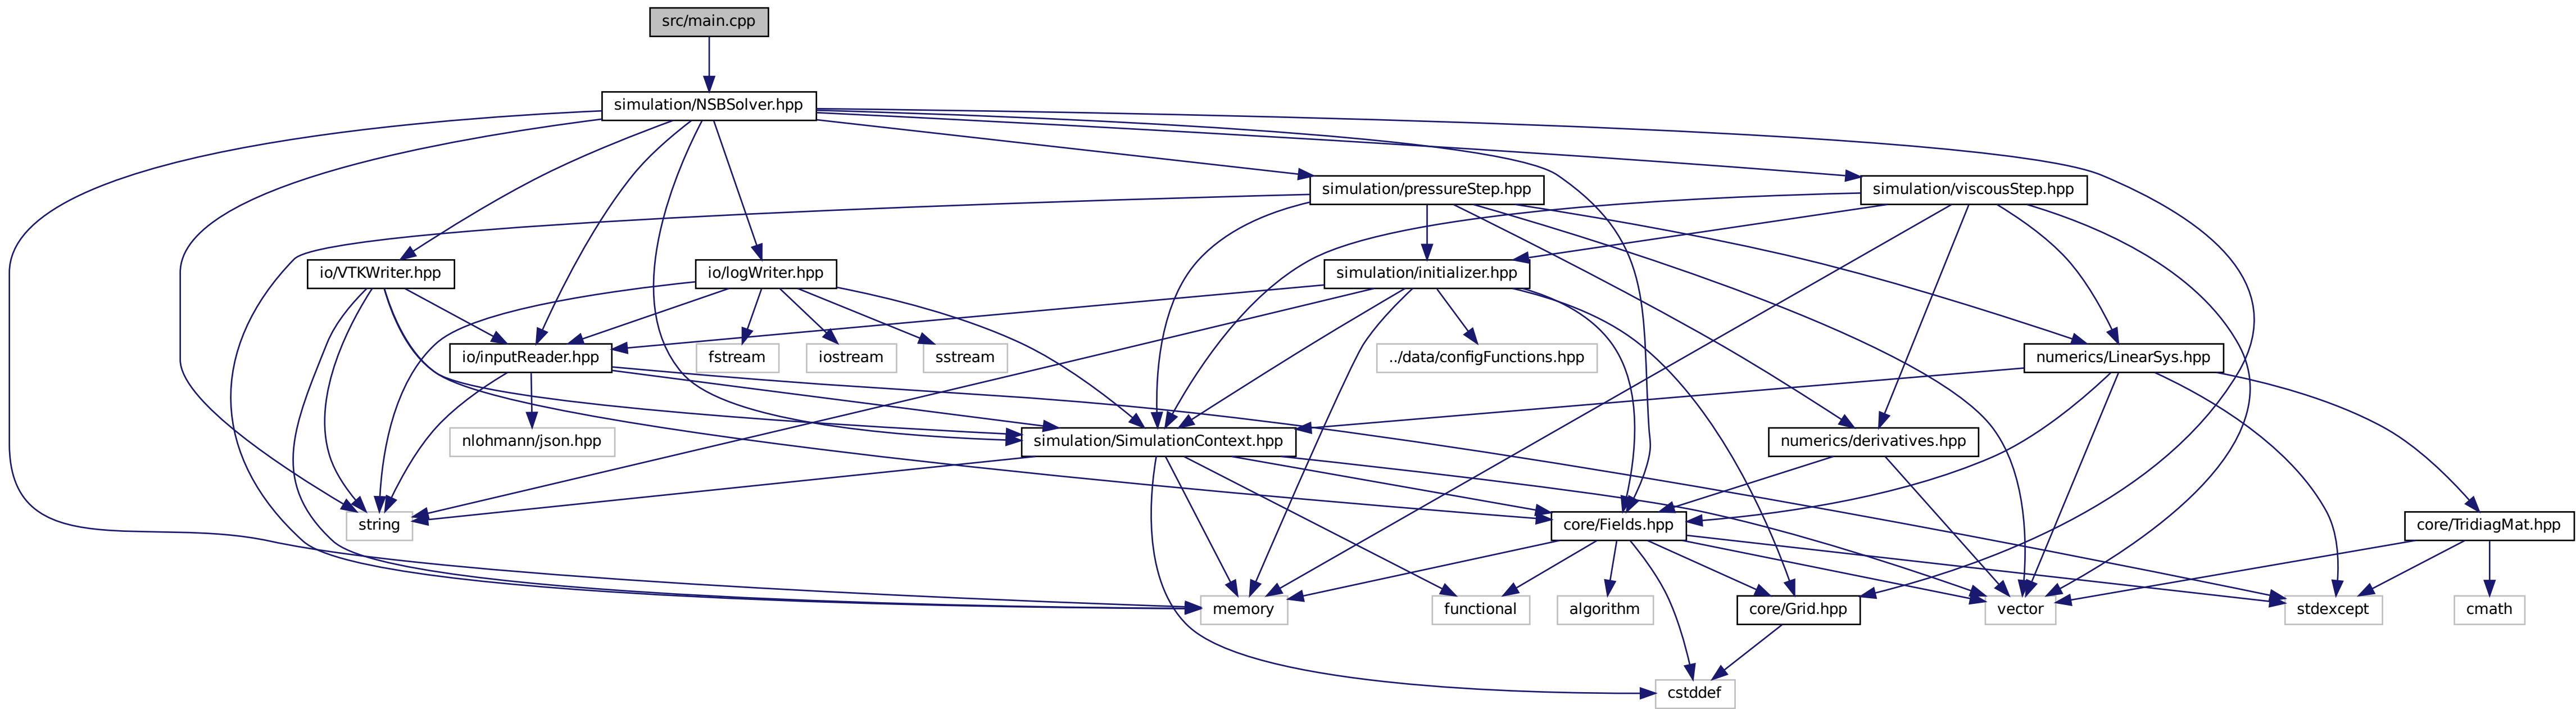 src/main.cpp
simulation/NSBSolver.hpp
simulation/pressureStep.hpp
simulation/viscousStep.hpp
io/VTKWriter.hpp
io/logWriter.hpp
simulation/initializer.hpp
io/inputReader.hpp
fstream
iostream
sstream
../data/configFunctions.hpp
numerics/LinearSys.hpp
nlohmann/json.hpp
simulation/SimulationContext.hpp
numerics/derivatives.hpp
string
core/Fields.hpp
core/TridiagMat.hpp
memory
functional
algorithm
core/Grid.hpp
vector
stdexcept
cmath
cstddef